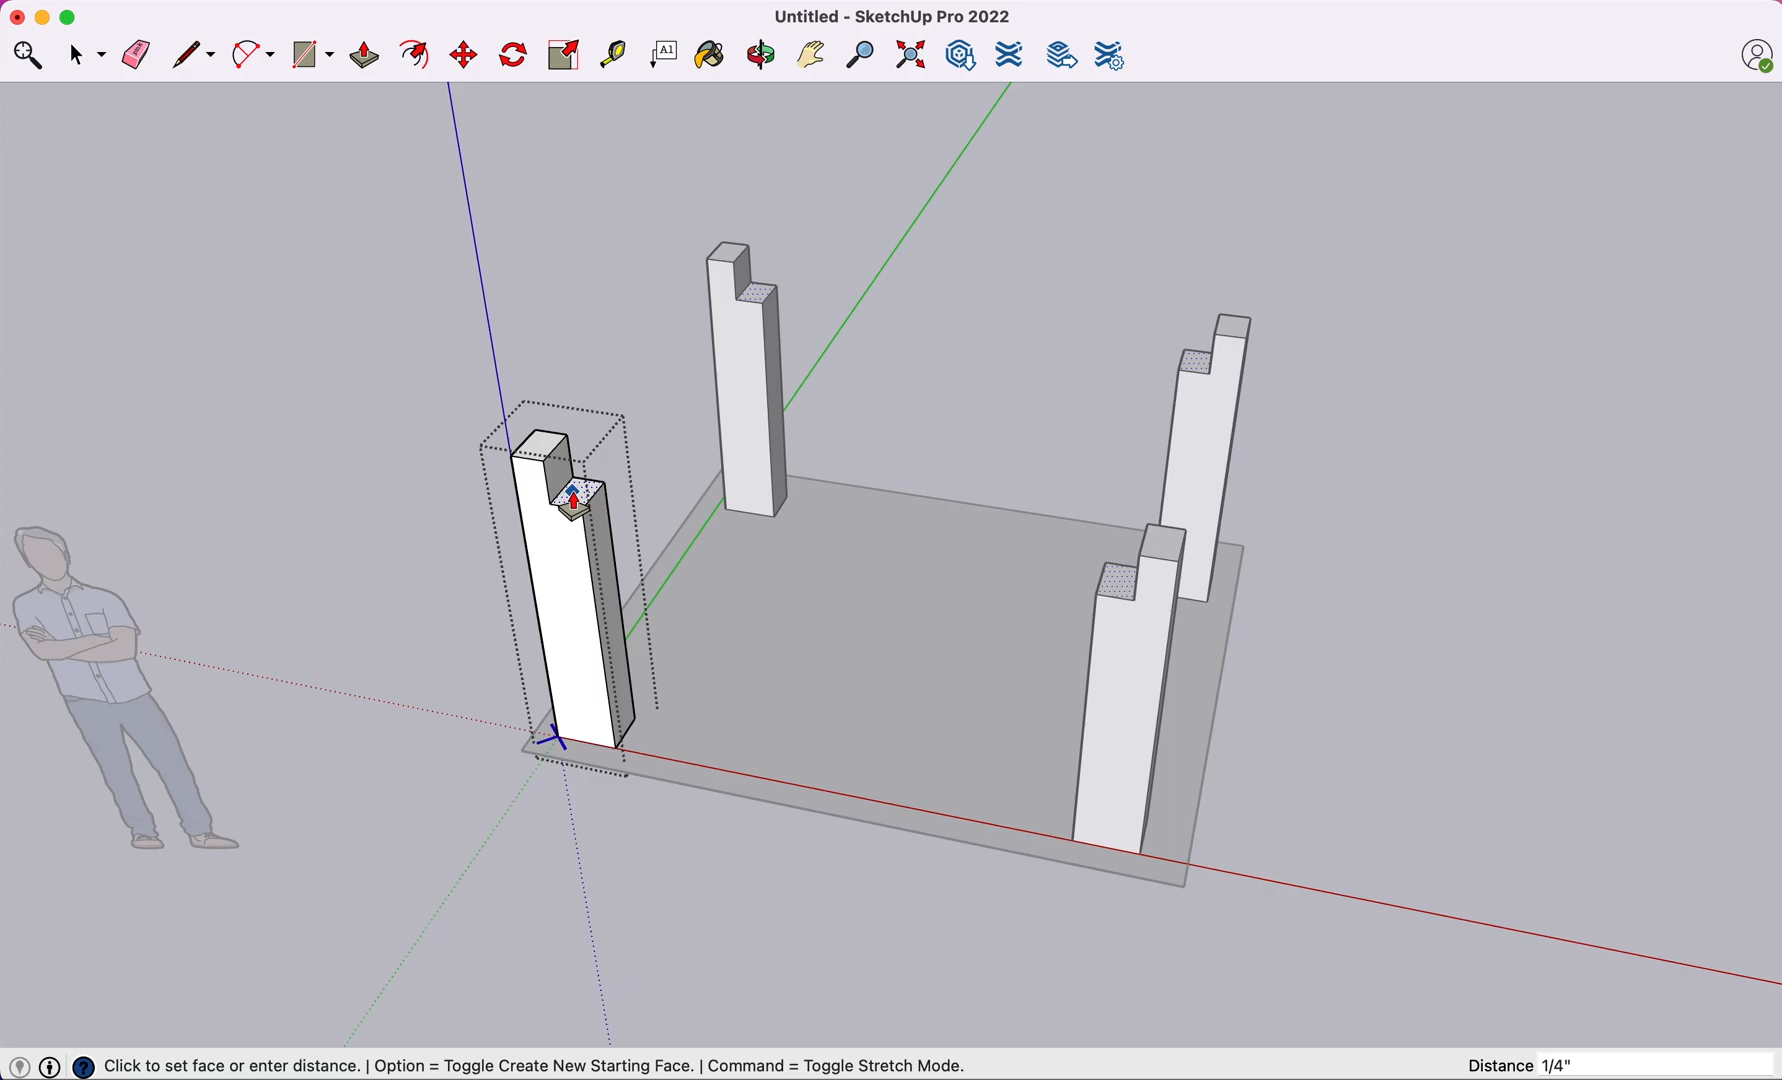 Untitled - SketchUp Pro 2022
A1
Click to set face or enter distance. | Option = Toggle Create New Starting Face. | Command = Toggle Stretch Mode.
Distance 1/4"